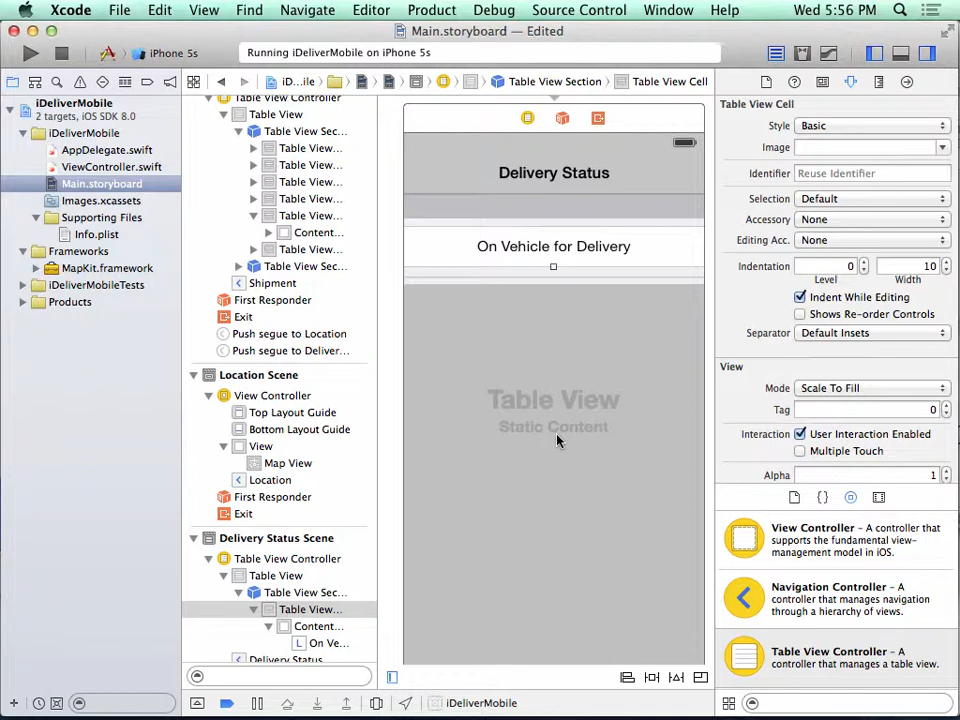 Xcode File Edit View Find Navigate Editor Product Debug Source Control Window Help Wed 5:56 PM
Main.storyboard — Edited
iPhone 5s
Running iDeliverMobile on iPhone 5s
iD...ile
Table View Section
Table View Cell
iDeliverMobile
2 targets, iOS SDK 8.0
iDeliverMobile
AppDelegate.swift
ViewController.swift
Main.storyboard
Images.xcassets
Supporting Files
Info.plist
Frameworks
MapKit.framework
iDeliverMobileTests
Products
Table View Controller
Table View
Table View Sec...
Table View...
Table View...
Table View...
Table View...
Table View...
Content...
Table View...
Table View Sec...
Shipment
First Responder
Exit
Push segue to Location
Push segue to Deliver...
Location Scene
View Controller
Top Layout Guide
Bottom Layout Guide
View
Map View
Location
First Responder
Exit
Delivery Status Scene
Table View Controller
Table View
Table View Sec...
Table View...
Content...
L On Ve...
Delivery Status
Delivery Status
On Vehicle for Delivery
Table View
Static Content
iDeliverMobile
Table View Cell
Style Basic
Image
Identifier Reuse Identifier
Selection Default
Accessory None
Editing Acc. None
Indentation 0 10
Level Width
Indent While Editing
Shows Re-order Controls
Separator Default Insets
View
Mode Scale To Fill
Tag 0
Interaction User Interaction Enabled
Multiple Touch
Alpha 1
View Controller – A controller that
supports the fundamental view-
management model in iOS.
Navigation Controller – A
controller that manages navigation
through a hierarchy of views.
Table View Controller – A
controller that manages a table view.